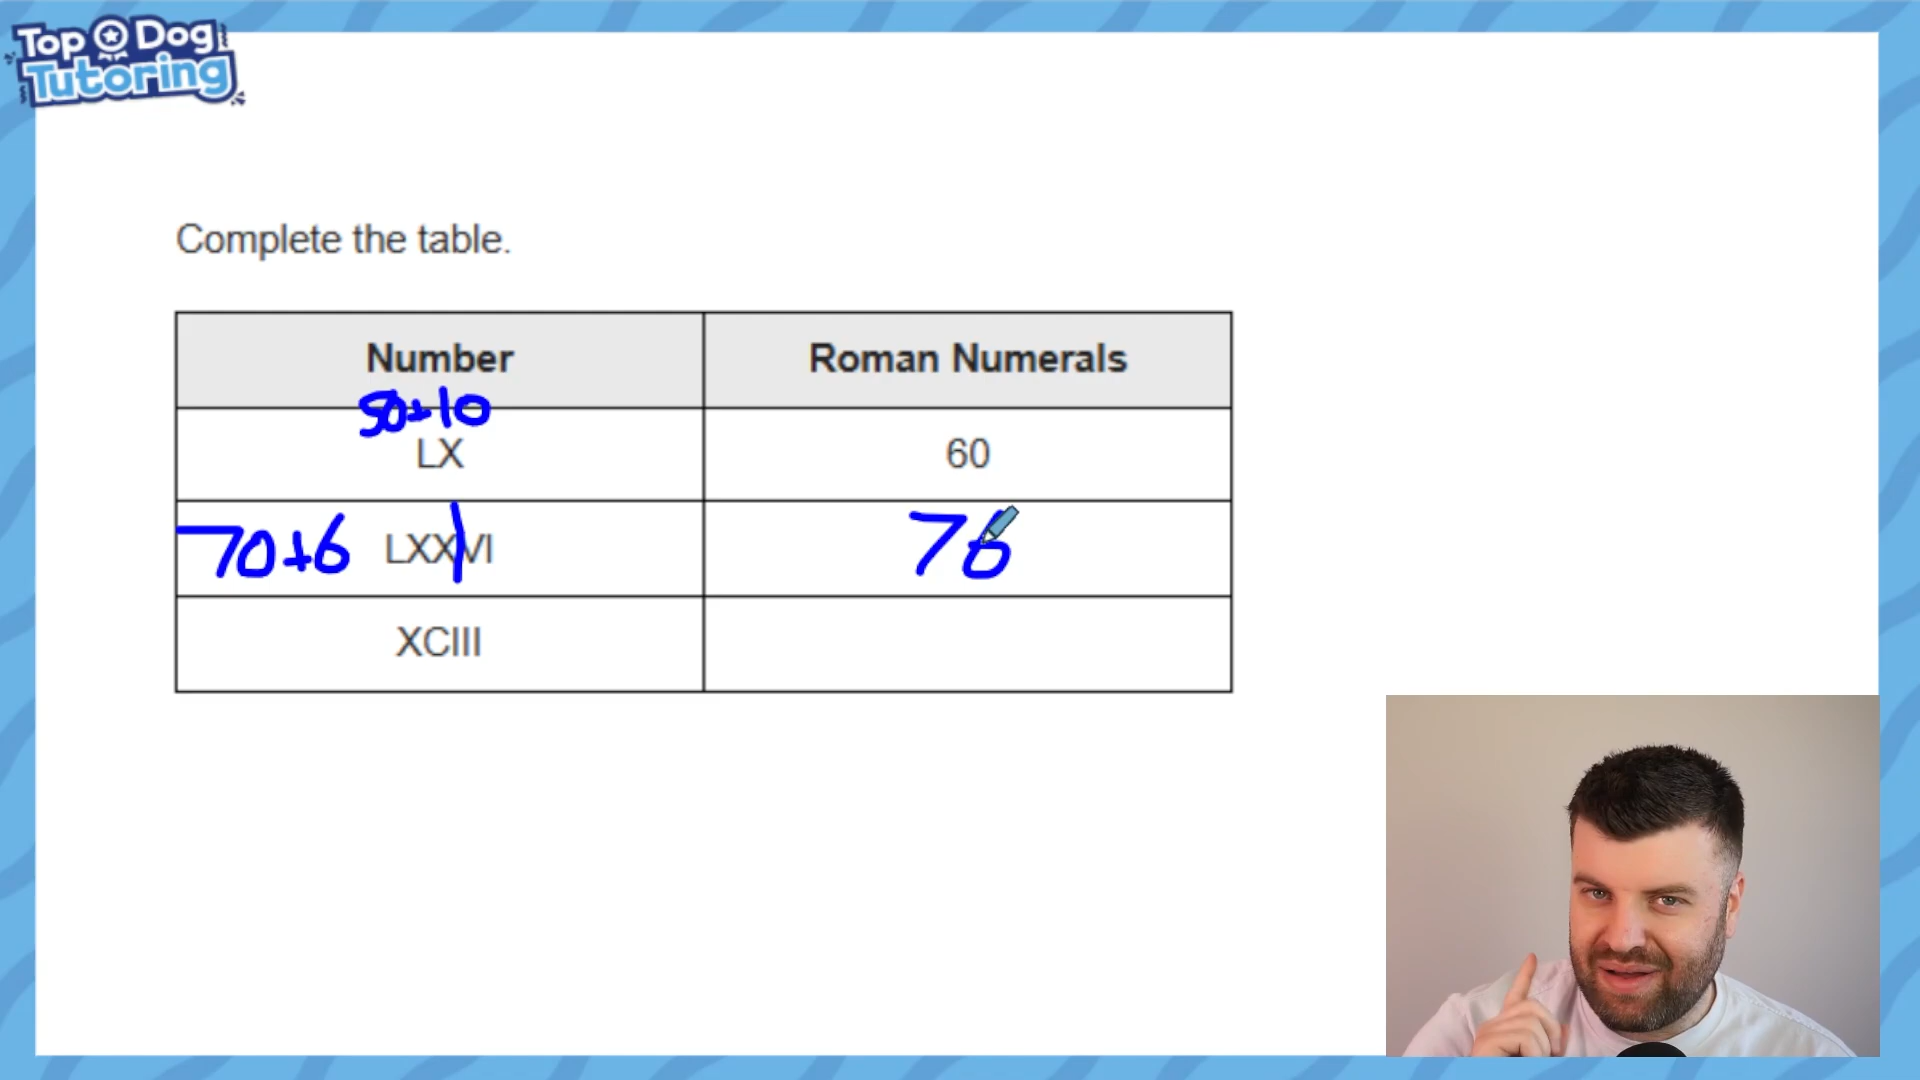 Top Dog
Tutoring
Complete the table.
Number Roman Numerals
50+10
LX 60
70+6 LXXVI 76
XCIII